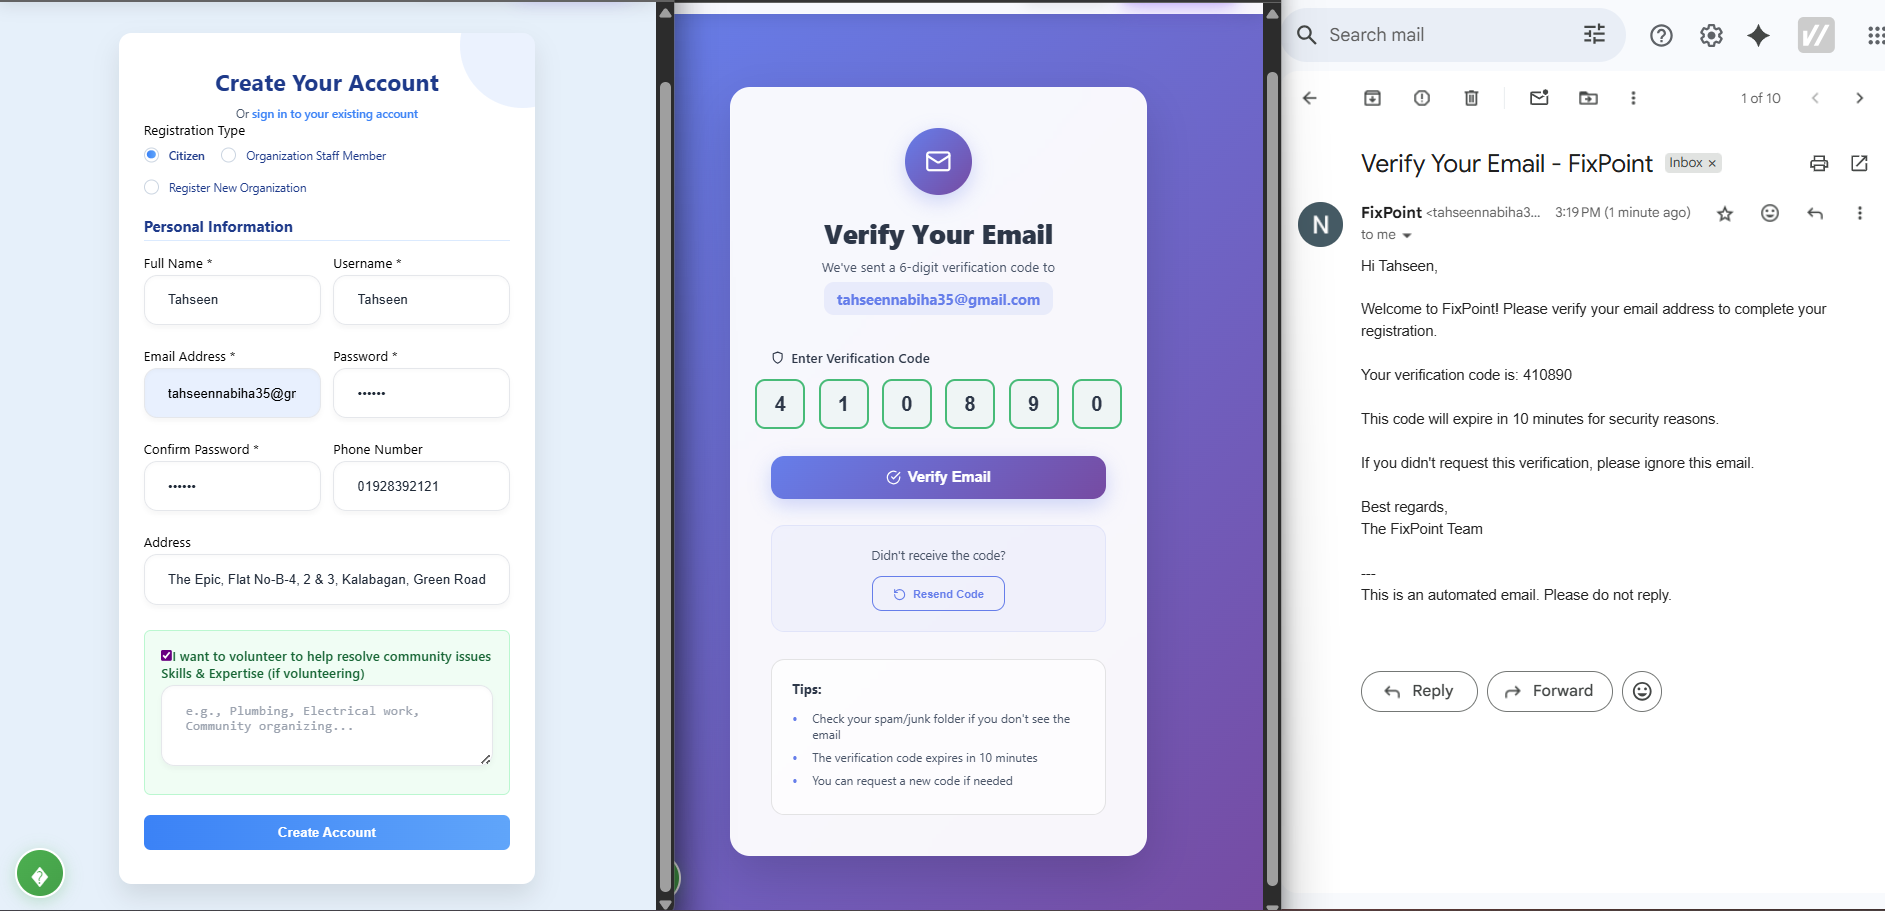 Create Your Account
Or sign in to your existing account
Registration Type
Citizen
Organization Staff Member
Register New Organization
Personal Information
Full Name *
Username *
Tahseen
Tahseen
Email Address *
Password *
tahseennabiha35@gr
••••••
Confirm Password *
Phone Number
••••••
01928392121
Address
The Epic, Flat No-B-4, 2 & 3, Kalabagan, Green Road
I want to volunteer to help resolve community issues
Skills & Expertise (if volunteering)
e.g., Plumbing, Electrical work,
Community organizing...
Create Account
Verify Your Email
We've sent a 6-digit verification code to
tahseennabiha35@gmail.com
Enter Verification Code
4 1 0 8 9 0
Verify Email
Didn't receive the code?
Resend Code
Tips:
• Check your spam/junk folder if you don't see the
email
• The verification code expires in 10 minutes
• You can request a new code if needed
Search mail
1 of 10
Verify Your Email - FixPoint
Inbox ×
N
FixPoint <tahseennabiha3... 3:19 PM (1 minute ago)
to me
Hi Tahseen,
Welcome to FixPoint! Please verify your email address to complete your
registration.
Your verification code is: 410890
This code will expire in 10 minutes for security reasons.
If you didn't request this verification, please ignore this email.
Best regards,
The FixPoint Team
---
This is an automated email. Please do not reply.
Reply
Forward